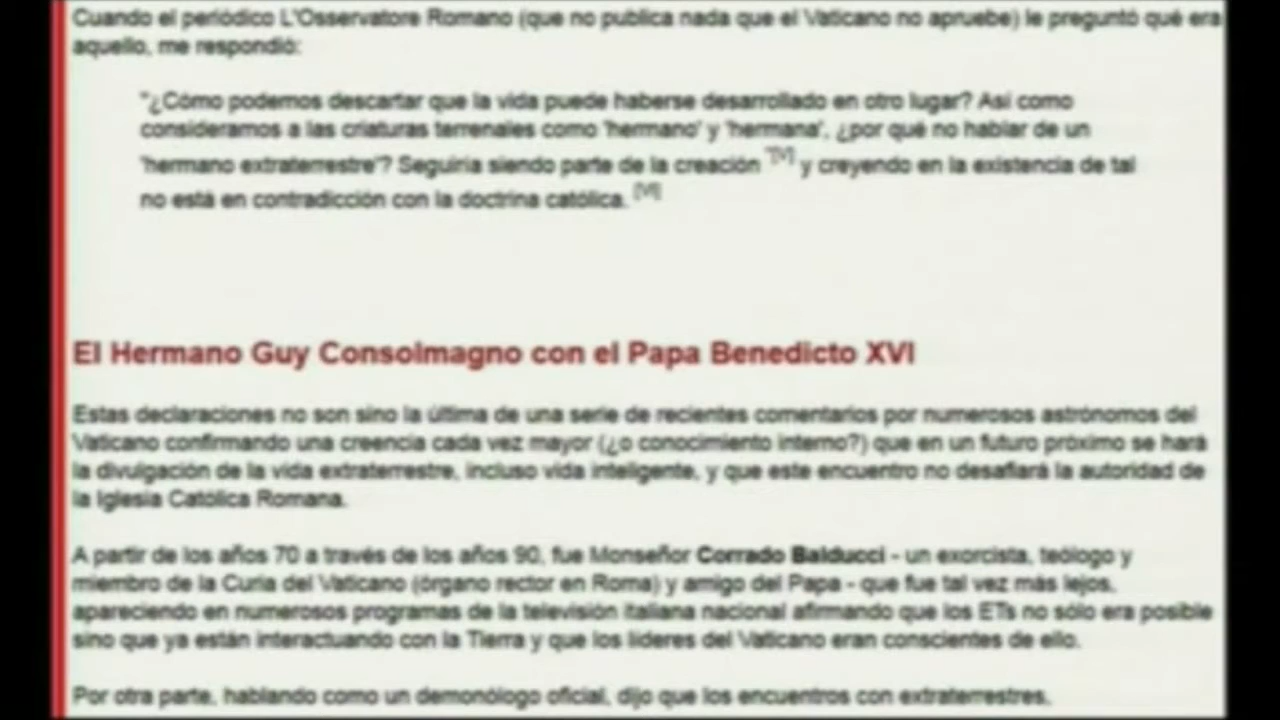 Cuando el periódico L'Osservatore Romano (que no publica nada que el Vaticano no apruebe) le preguntó qué era
aquello, me respondió:
"¿Cómo podemos descartar que la vida puede haberse desarrollado en otro lugar? Así como
consideramos a las criaturas terrenales como 'hermano' y 'hermana', ¿por qué no hablar de un
'hermano extraterrestre'? Seguiría siendo parte de la creación "[V] y creyendo en la existencia de tal
no está en contradicción con la doctrina católica. [VI]
El Hermano Guy Consolmagno con el Papa Benedicto XVI
Estas declaraciones no son sino la última de una serie de recientes comentarios por numerosos astrónomos del
Vaticano confirmando una creencia cada vez mayor (¿o conocimiento interno?) que en un futuro próximo se hará
la divulgación de la vida extraterrestre, incluso vida inteligente, y que este encuentro no desafiará la autoridad de
la Iglesia Católica Romana.
A partir de los años 70 a través de los años 90, fue Monseñor Corrado Balducci - un exorcista, teólogo y
miembro de la Curia del Vaticano (órgano rector en Roma) y amigo del Papa - que fue tal vez más lejos,
apareciendo en numerosos programas de la televisión italiana nacional afirmando que los ETs no sólo era posible
sino que ya están interactuando con la Tierra y que los líderes del Vaticano eran conscientes de ello.
Por otra parte, hablando como un demonólogo oficial, dijo que los encuentros con extraterrestres,